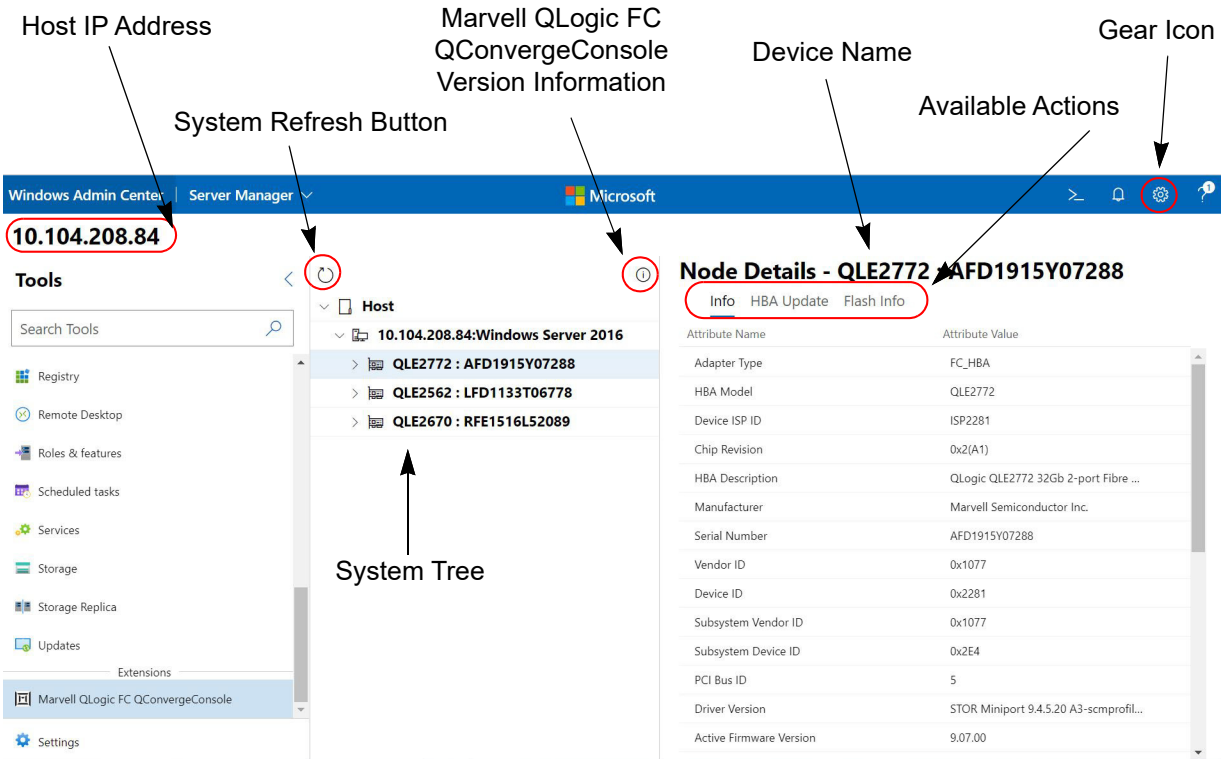 Host IP Address
Marvell QLogic FC
QConvergeConsole
Version Information
Device Name
Gear Icon
System Refresh Button
Available Actions
Windows Admin Center
Server Manager
Microsoft
1
10.104.208.84
Tools
Search Tools
Registry
Remote Desktop
Roles & features
Scheduled tasks
Services
Storage
Storage Replica
Updates
Extensions
Marvell QLogic FC QConvergeConsole
Settings
Host
10.104.208.84:Windows Server 2016
QLE2772 : AFD1915Y07288
QLE2562 : LFD1133T06778
QLE2670 : RFE1516L52089
System Tree
Node Details - QLE2772 : AFD1915Y07288
Info HBA Update Flash Info
Attribute Name Attribute Value
Adapter Type FC_HBA
HBA Model QLE2772
Device ISP ID ISP2281
Chip Revision 0x2(A1)
HBA Description QLogic QLE2772 32Gb 2-port Fibre ...
Manufacturer Marvell Semiconductor Inc.
Serial Number AFD1915Y07288
Vendor ID 0x1077
Device ID 0x2281
Subsystem Vendor ID 0x1077
Subsystem Device ID 0x2E4
PCI Bus ID 5
Driver Version STOR Miniport 9.4.5.20 A3-scmprofil...
Active Firmware Version 9.07.00